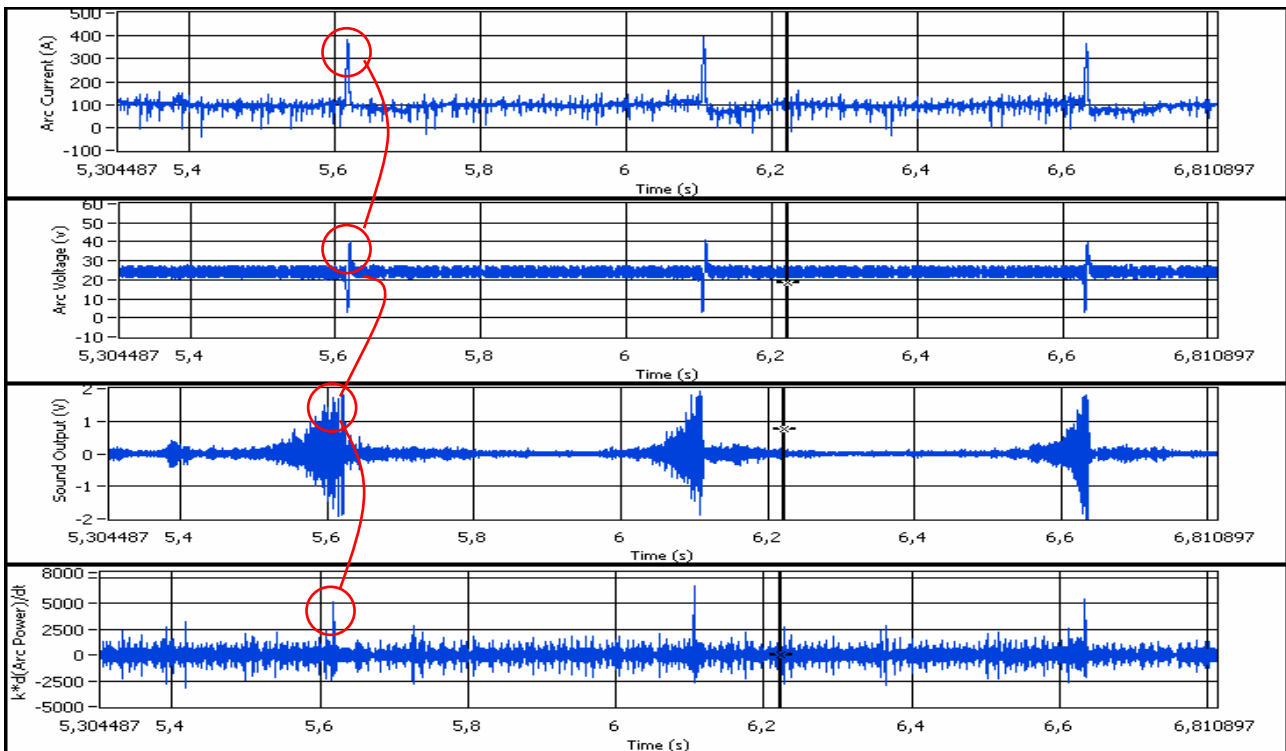 500
400
300
200
100
0
-100
Arc Current (A)
5,304487 5,4 5,6 5,8 6 6,2 6,4 6,6 6,810897
Time (s)
60
50
40
30
20
10
0
-10
Arc Voltage (v)
5,304487 5,4 5,6 5,8 6 6,2 6,4 6,6 6,810897
Time (s)
2
1
0
-1
-2
Sound Output (V)
5,304487 5,4 5,6 5,8 6 6,2 6,4 6,6 6,810897
Time (s)
8000
5000
2500
0
-2500
-5000
k*d(Arc Power)/dt
5,304487 5,4 5,6 5,8 6 6,2 6,4 6,6 6,810897
Time (s)